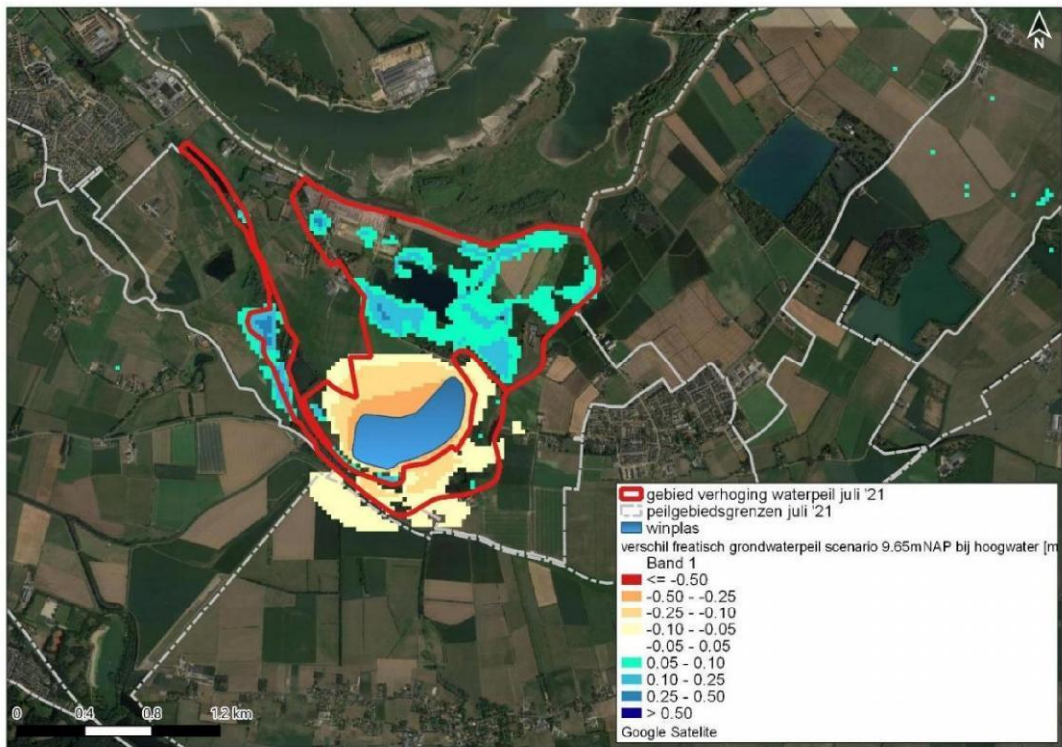 N
gebied verhoging waterpeil juli '21
peilgebiedsgrenzen juli '21
winplas
verschil freatisch grondwaterpeil scenario 9.65mNAP bij hoogwater [m
Band 1
<= -0.50
-0.50 - -0.25
-0.25 - -0.10
-0.10 - -0.05
-0.05 - 0.05
0.05 - 0.10
0.10 - 0.25
0.25 - 0.50
> 0.50
Google Satelite
0 0.4 0.8 1.2 km